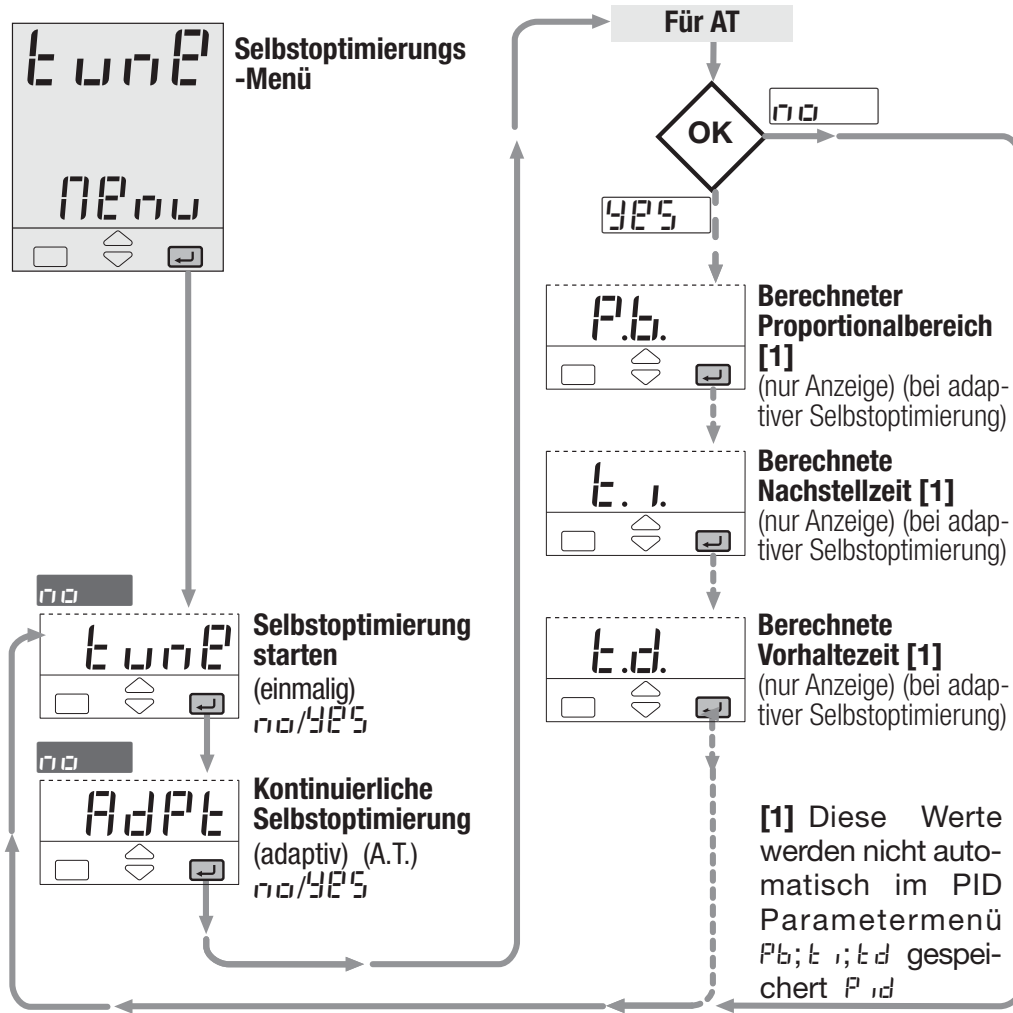 tunE
MEnu
Selbstoptimierungs
-Menü
no
tunE
Selbstoptimierung
starten
(einmalig)
no/YES
no
AdPt
Kontinuierliche
Selbstoptimierung
(adaptiv) (A.T.)
no/YES
Für AT
OK
no
YES
P.b.
Berechneter
Proportionalbereich
[1]
(nur Anzeige) (bei adap-
tiver Selbstoptimierung)
t. i.
Berechnete
Nachstellzeit [1]
(nur Anzeige) (bei adap-
tiver Selbstoptimierung)
t.d.
Berechnete
Vorhaltezeit [1]
(nur Anzeige) (bei adap-
tiver Selbstoptimierung)
[1] Diese Werte
werden nicht auto-
matisch im PID
Parametermenü
Pb; t i; td gespei-
chert P id